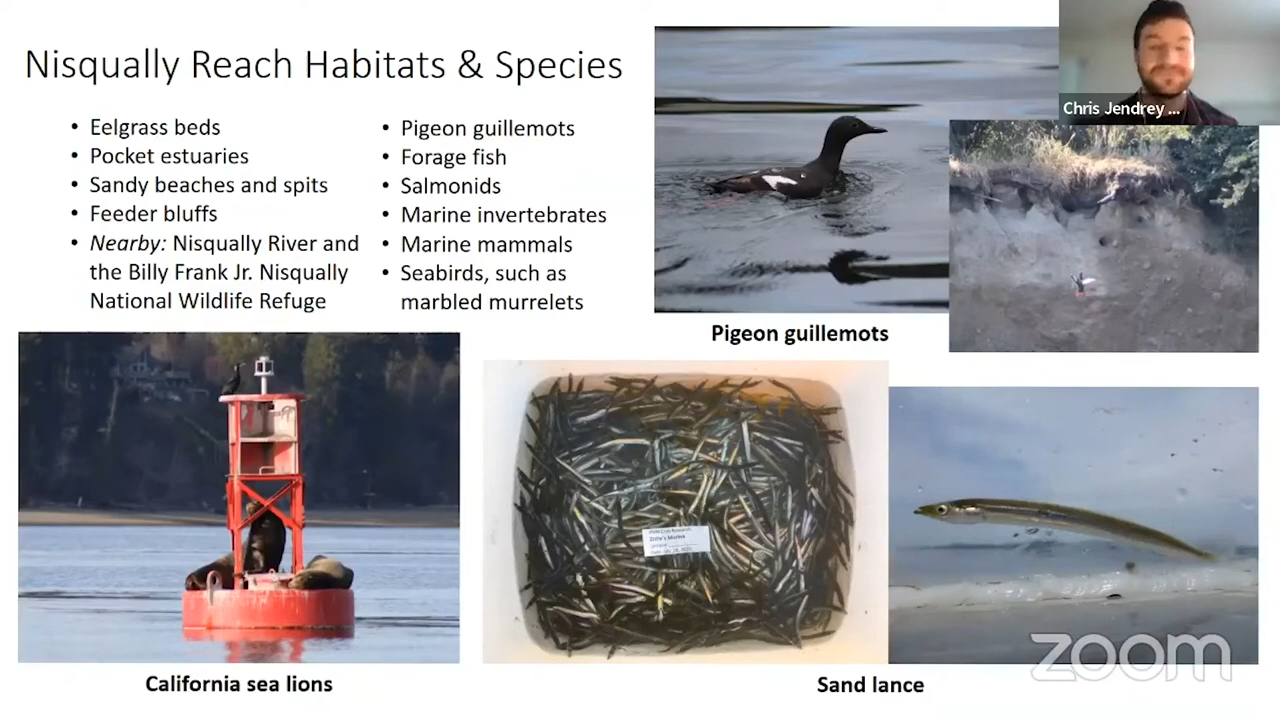 Nisqually Reach Habitats & Species
• Eelgrass beds
• Pocket estuaries
• Sandy beaches and spits
• Feeder bluffs
• Nearby: Nisqually River and
the Billy Frank Jr. Nisqually
National Wildlife Refuge
• Pigeon guillemots
• Forage fish
• Salmonids
• Marine invertebrates
• Marine mammals
• Seabirds, such as
marbled murrelets
Chris Jendrey ...
Pigeon guillemots
Zittel's Marina
California sea lions
Sand lance
zoom